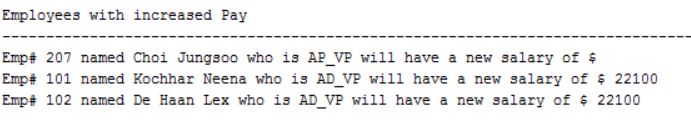 Employees with increased Pay
--------------------------------------------------------------------------------
Emp# 207 named Choi Jungsoo who is AP_VP will have a new salary of $
Emp# 101 named Kochhar Neena who is AD_VP will have a new salary of $ 22100
Emp# 102 named De Haan Lex who is AD_VP will have a new salary of $ 22100